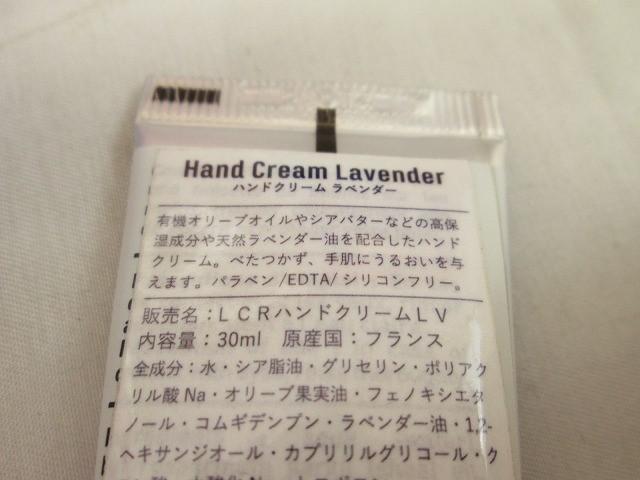 Hand Cream Lavender
ハンドクリーム ラベンダー
有機オリーブオイルやシアバターなどの高保
湿成分や天然ラベンダー油を配合したハンド
クリーム。べたつかず、手肌にうるおいを与
えます。パラベン/EDTA/シリコンフリー。
販売名：ＬＣＲハンドクリームＬＶ
内容量：30ml 原産国：フランス
全成分：水・シア脂油・グリセリン・ポリアク
リル酸Na・オリーブ果実油・フェノキシエタ
ノール・コムギデンプン・ラベンダー油・1,2-
ヘキサンジオール・カプリリルグリコール・ク